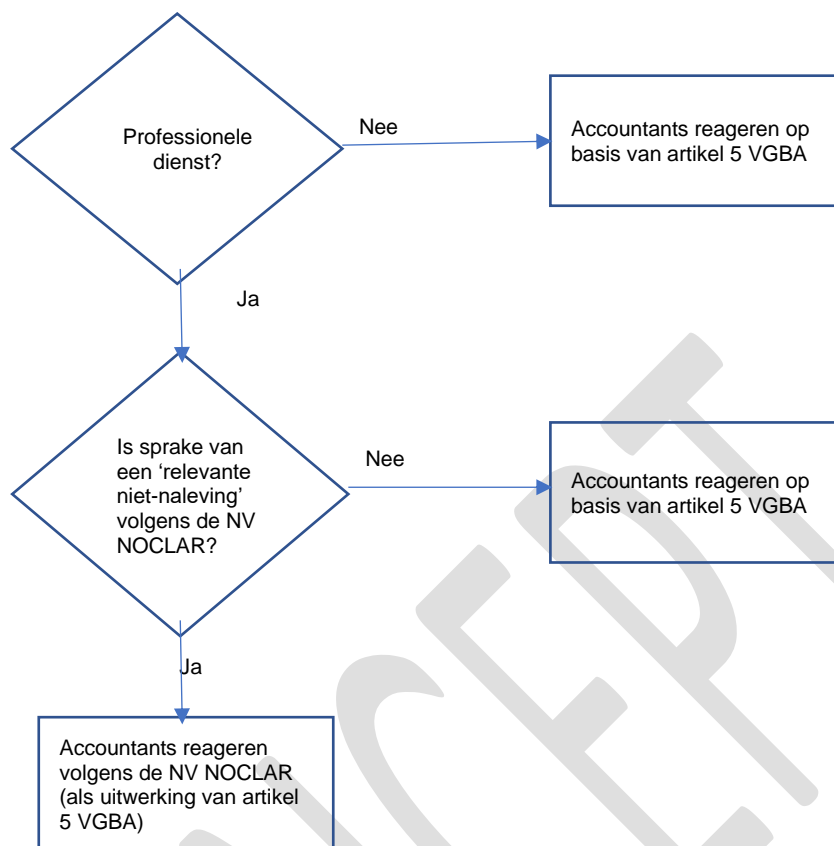 Professionele
dienst?
Nee
Accountants reageren op
basis van artikel 5 VGBA
Ja
Is sprake van
een ‘relevante
niet-naleving’
volgens de NV
NOCLAR?
Nee
Accountants reageren op
basis van artikel 5 VGBA
Ja
Accountants reageren
volgens de NV NOCLAR
(als uitwerking van artikel
5 VGBA)
NCEPT